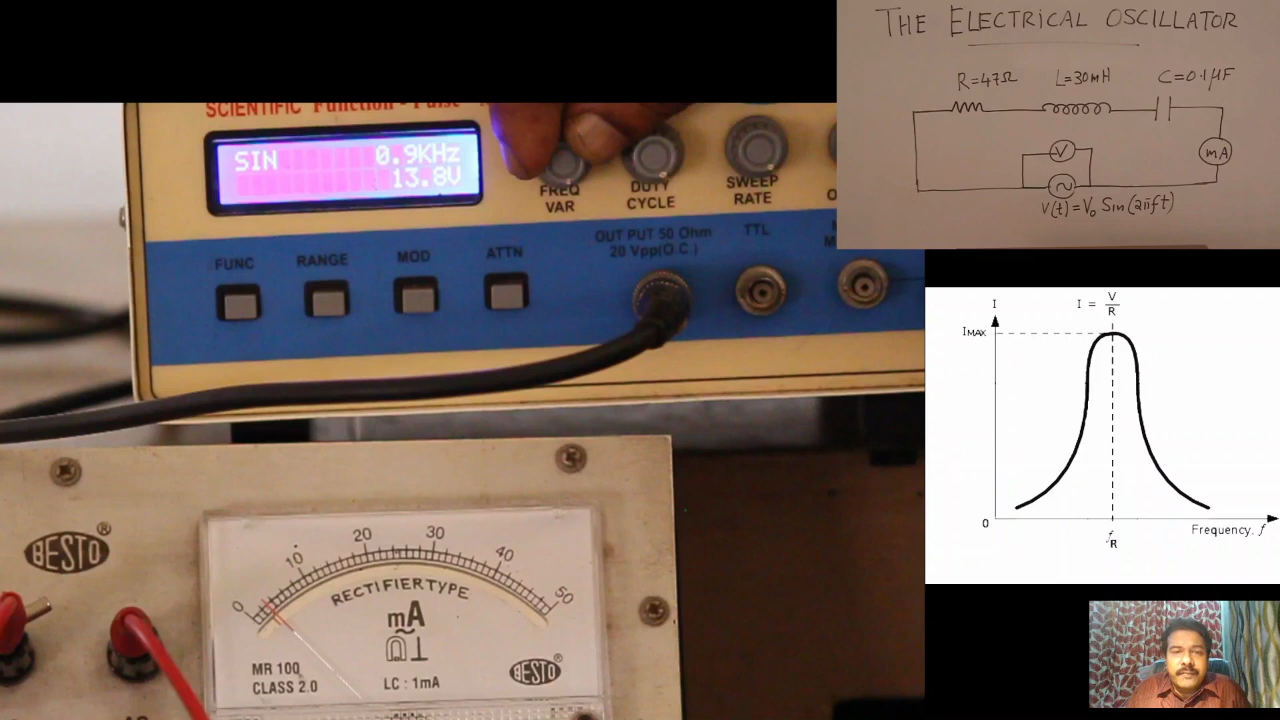 THE ELECTRICAL OSCILLATOR
R=47Ω L=30mH C=0.1μF
V
mA
V(t)=V₀ Sin(2πft)
SCIENTIFIC Function - Pulse
SIN 0.9KHz
13.8V
FREQ VAR
DUTY CYCLE
SWEEP RATE
FUNC RANGE MOD ATTN
OUT PUT 50 Ohm
20 Vpp(O.C.)
TTL
I I = V/R
IMAX
0
Frequency, f
fR
BESTO®
0 10 20 30 40 50
RECTIFIER TYPE
mA
MR 100
CLASS 2.0
LC : 1mA
BESTO®